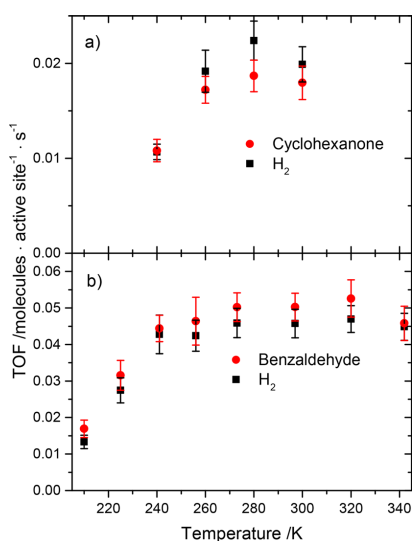 a)
0.02
0.01
0.00
Cyclohexanone
H₂
b)
0.06
0.05
0.04
0.03
0.02
0.01
0.00
Benzaldehyde
H₂
TOF /molecules · active site⁻¹ · s⁻¹
220 240 260 280 300 320 340
Temperature /K